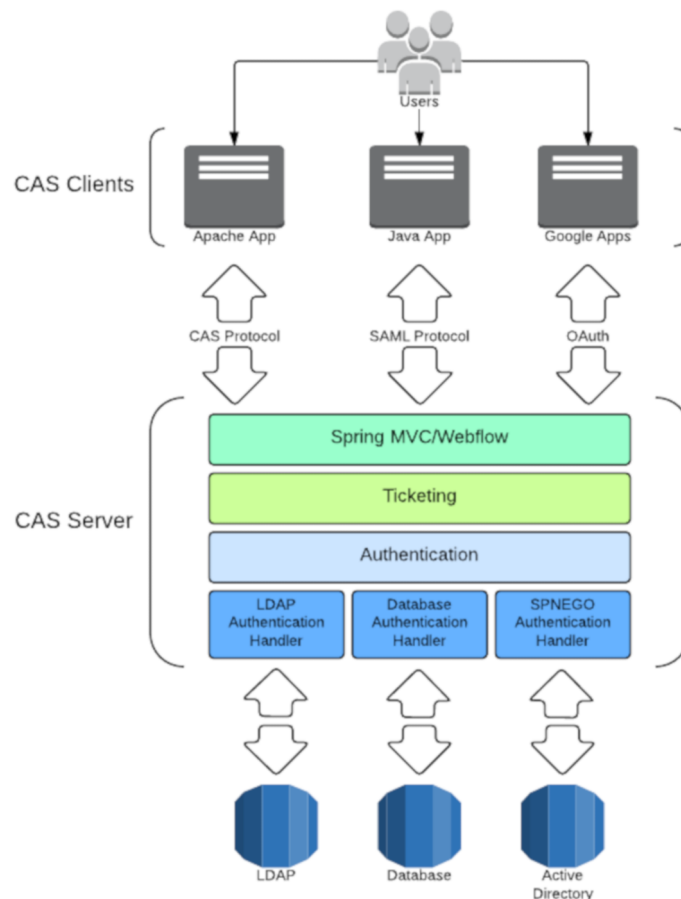 Users
CAS Clients
Apache App
Java App
Google Apps
CAS Protocol
SAML Protocol
OAuth
CAS Server
Spring MVC/Webflow
Ticketing
Authentication
LDAP
Authentication
Handler
Database
Authentication
Handler
SPNEGO
Authentication
Handler
LDAP
Database
Active
Directory